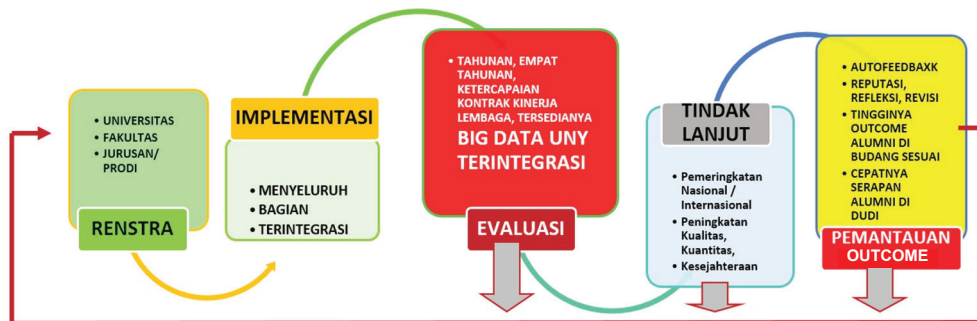 • UNIVERSITAS
• FAKULTAS
• JURUSAN/
PRODI
RENSTRA
IMPLEMENTASI
• MENYELURUH
• BAGIAN
• TERINTEGRASI
• TAHUNAN, EMPAT
TAHUNAN,
KETERCAPAIAN
KONTRAK KINERJA
LEMBAGA, TERSEDIANYA
BIG DATA UNY
TERINTEGRASI
EVALUASI
TINDAK
LANJUT
• Pemeringkatan
Nasional /
Internasional
• Peningkatan
Kualitas,
Kuantitas,
• Kesejahteraan
• AUTOFEEDBAXK
• REPUTASI,
REFLEKSI, REVISI
• TINGGINYA
OUTCOME
ALUMNI DI
BUDANG SESUAI
• CEPATNYA
SERAPAN
ALUMNI DI
DUDI
PEMANTAUAN
OUTCOME